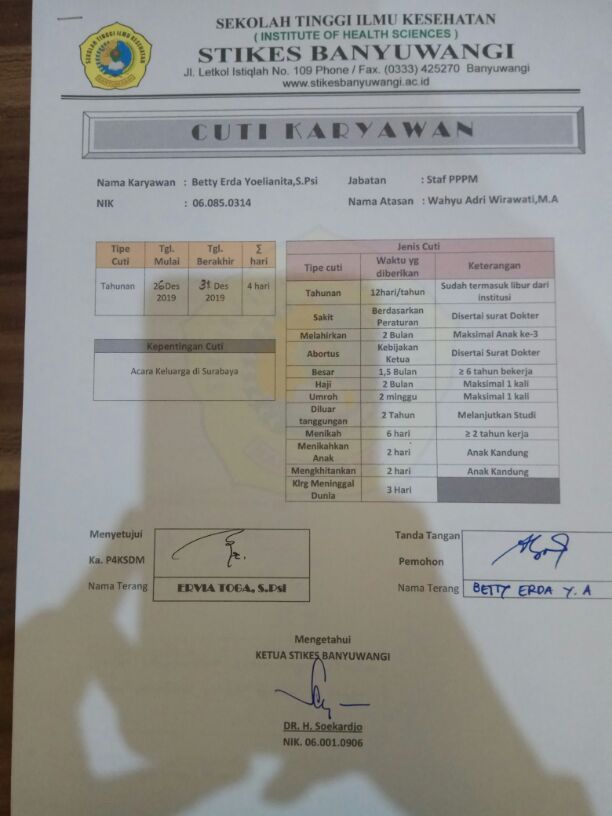 SEKOLAH TINGGI ILMU KESEHATAN
( INSTITUTE OF HEALTH SCIENCES )
STIKES BANYUWANGI
Jl. Letkol Istiqlah No. 109 Phone / Fax. (0333) 425270 Banyuwangi
www.stikesbanyuwangi.ac.id
SEKOLAH TINGGI ILMU KESEHATAN
CUTI KARYAWAN
Nama Karyawan : Betty Erda Yoelianita,S.Psi Jabatan : Staf PPPM
NIK : 06.085.0314 Nama Atasan : Wahyu Adri Wirawati,M.A
Tipe Cuti Tgl. Mulai Tgl. Berakhir Σ hari
Tahunan 26 Des 2019 31 Des 2019 4 hari
Kepentingan Cuti
Acara Keluarga di Surabaya
Jenis Cuti
Tipe cuti Waktu yg diberikan Keterangan
Tahunan 12hari/tahun Sudah termasuk libur dari institusi
Sakit Berdasarkan Peraturan Disertai surat Dokter
Melahirkan 2 Bulan Maksimal Anak ke-3
Abortus Kebijakan Ketua Disertai Surat Dokter
Besar 1,5 Bulan ≥ 6 tahun bekerja
Haji 2 Bulan Maksimal 1 kali
Umroh 2 minggu Maksimal 1 kali
Diluar tanggungan 2 Tahun Melanjutkan Studi
Menikah 6 hari ≥ 2 tahun kerja
Menikahkan Anak 2 hari Anak Kandung
Mengkhitankan 2 hari Anak Kandung
Klrg Meninggal Dunia 3 Hari
Menyetujui
Ka. P4KSDM
Nama Terang ERVIA TOGA, S.Psi
Tanda Tangan
Pemohon
Nama Terang BETTY ERDA Y. A
Mengetahui
KETUA STIKES BANYUWANGI
DR. H. Soekardjo
NIK. 06.001.0906